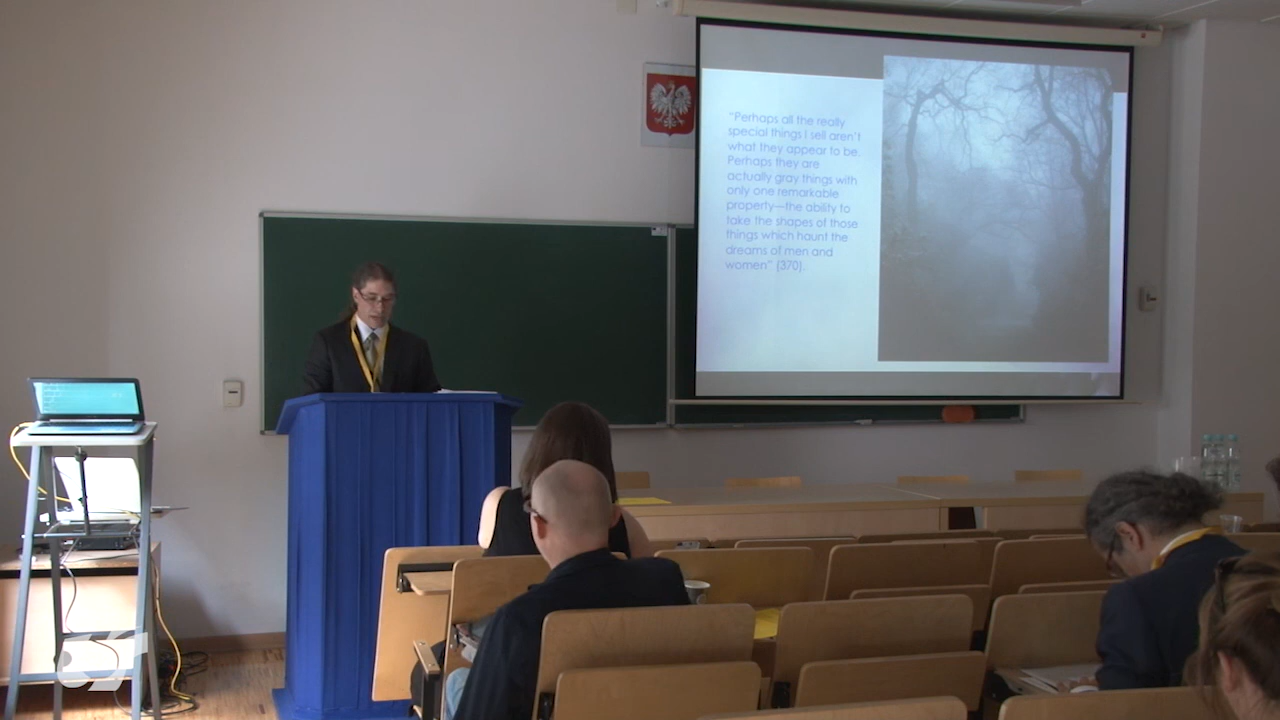 “Perhaps all the really
special things I sell aren’t
what they appear to be.
Perhaps they are
actually gray things with
only one remarkable
property—the ability to
take the shapes of those
things which haunt the
dreams of men and
women” (370).